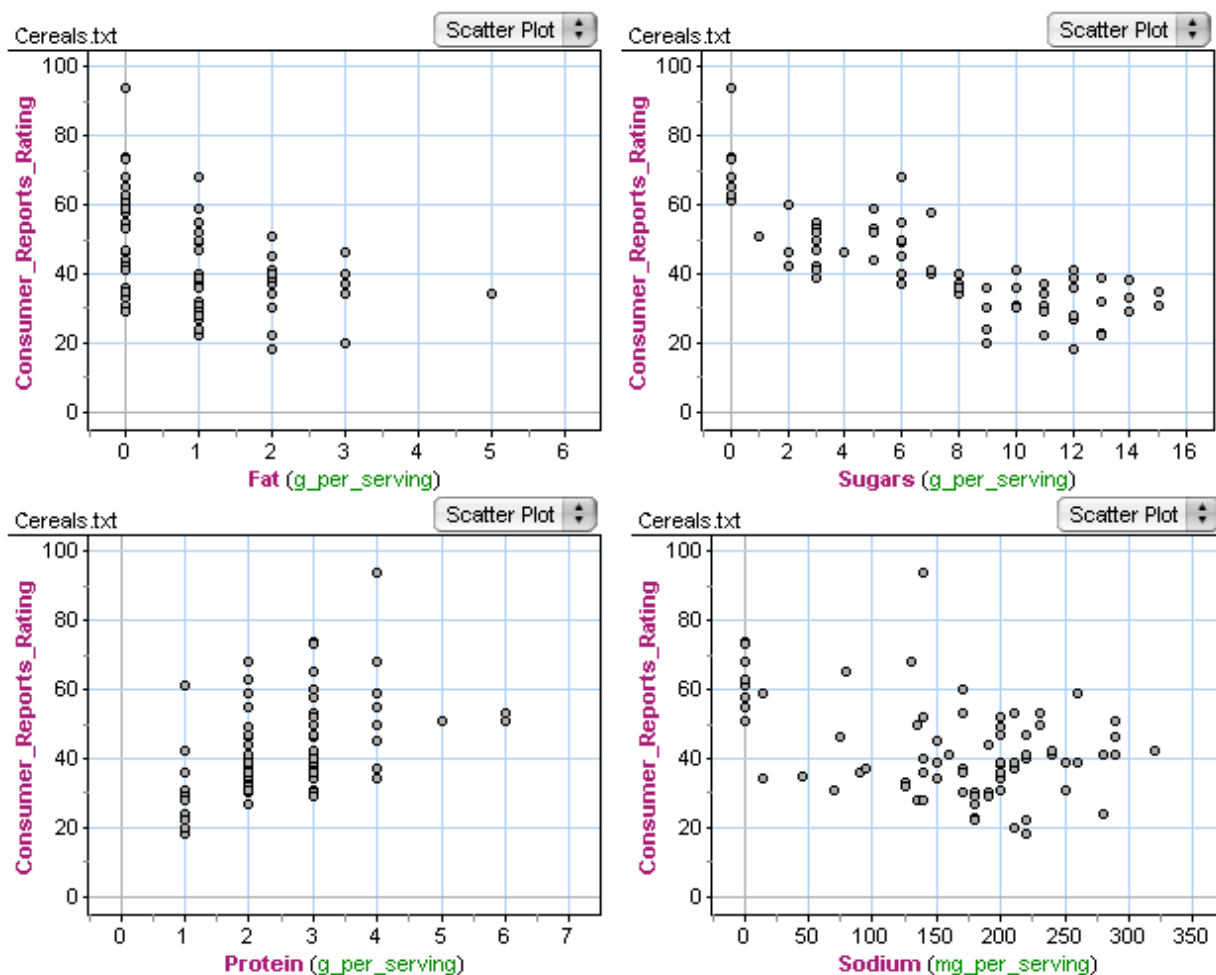 Cereals.txt
Scatter Plot
Consumer_Reports_Rating
100
80
60
40
20
0
0 1 2 3 4 5 6
Fat (g_per_serving)
Cereals.txt
Scatter Plot
Consumer_Reports_Rating
100
80
60
40
20
0
0 2 4 6 8 10 12 14 16
Sugars (g_per_serving)
Cereals.txt
Scatter Plot
Consumer_Reports_Rating
100
80
60
40
20
0
0 1 2 3 4 5 6 7
Protein (g_per_serving)
Cereals.txt
Scatter Plot
Consumer_Reports_Rating
100
80
60
40
20
0
0 50 100 150 200 250 300 350
Sodium (mg_per_serving)